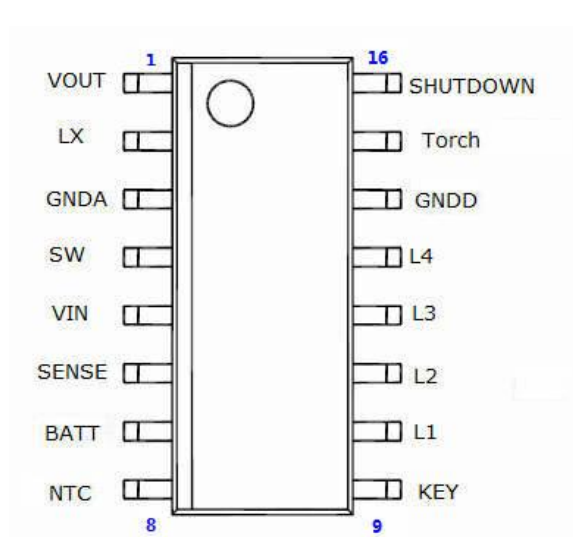 1 16
VOUT SHUTDOWN
LX Torch
GNDA GNDD
SW L4
VIN L3
SENSE L2
BATT L1
NTC KEY
8 9